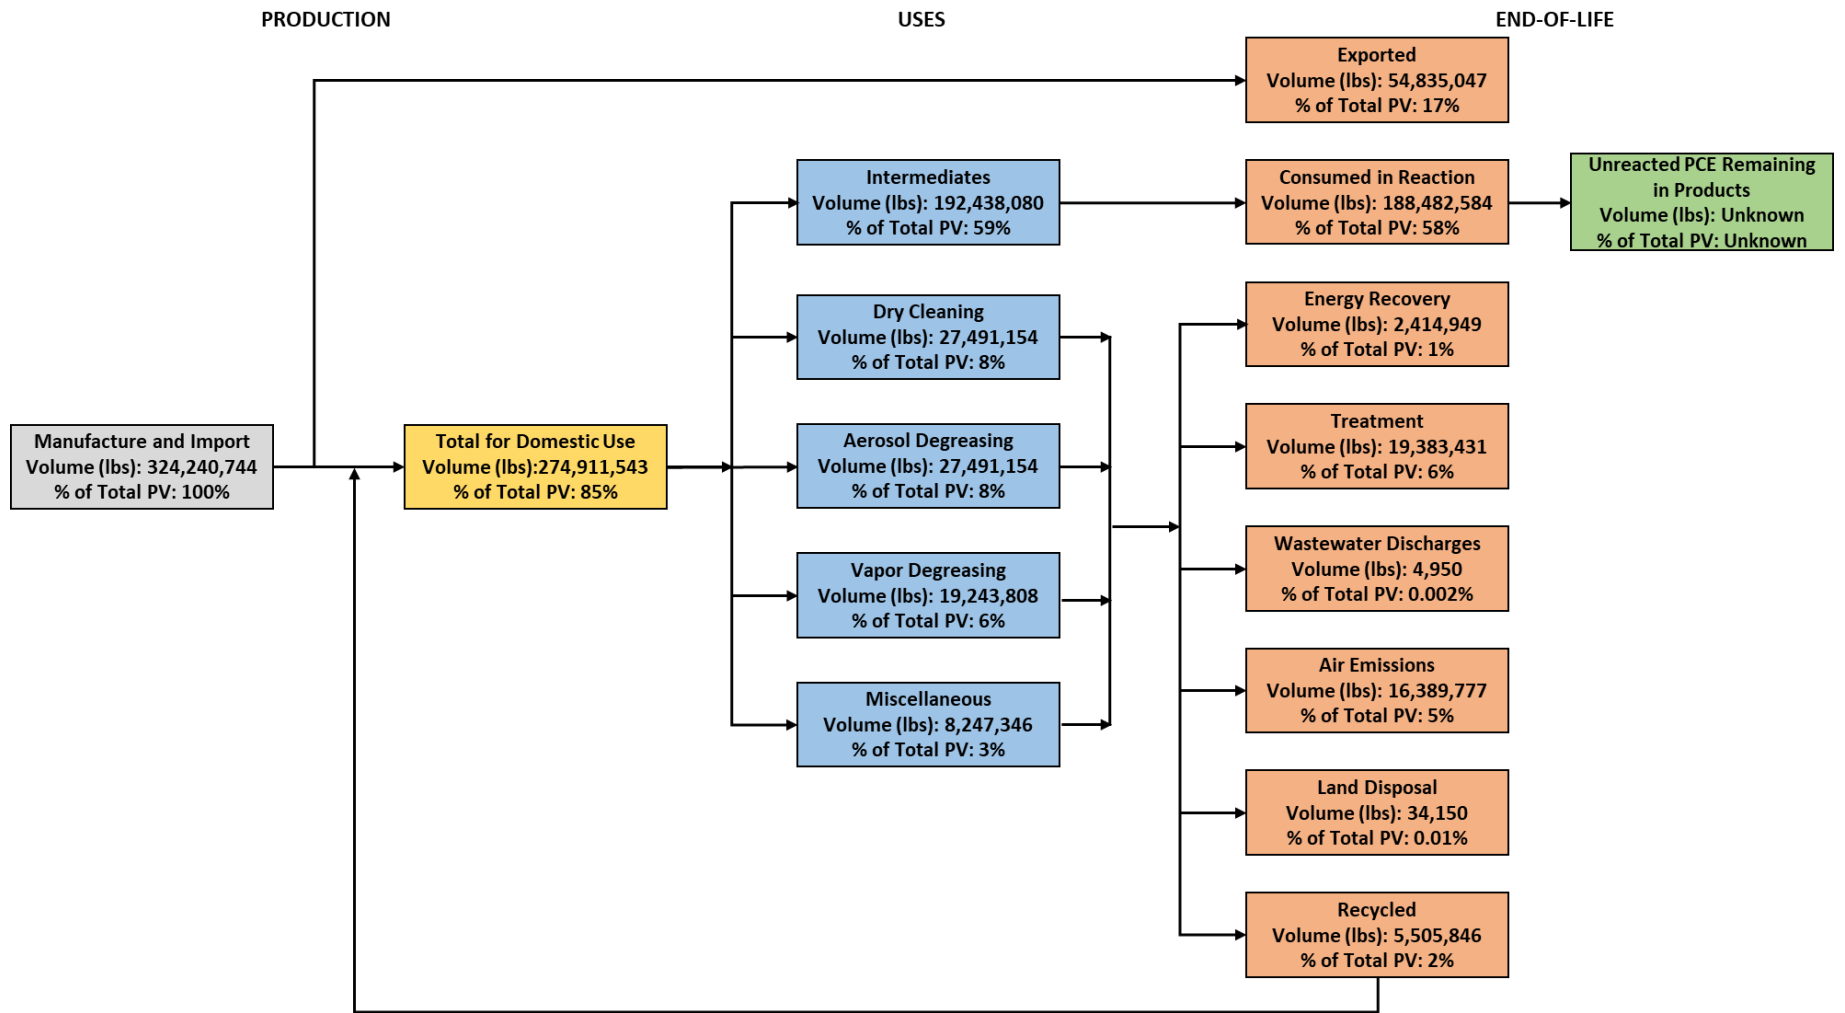 PRODUCTION
USES
END-OF-LIFE
Exported
Volume (lbs): 54,835,047
% of Total PV: 17%
Intermediates
Volume (lbs): 192,438,080
% of Total PV: 59%
Consumed in Reaction
Volume (lbs): 188,482,584
% of Total PV: 58%
Unreacted PCE Remaining
in Products
Volume (lbs): Unknown
% of Total PV: Unknown
Dry Cleaning
Volume (lbs): 27,491,154
% of Total PV: 8%
Energy Recovery
Volume (lbs): 2,414,949
% of Total PV: 1%
Manufacture and Import
Volume (lbs): 324,240,744
% of Total PV: 100%
Total for Domestic Use
Volume (lbs):274,911,543
% of Total PV: 85%
Aerosol Degreasing
Volume (lbs): 27,491,154
% of Total PV: 8%
Treatment
Volume (lbs): 19,383,431
% of Total PV: 6%
Vapor Degreasing
Volume (lbs): 19,243,808
% of Total PV: 6%
Wastewater Discharges
Volume (lbs): 4,950
% of Total PV: 0.002%
Miscellaneous
Volume (lbs): 8,247,346
% of Total PV: 3%
Air Emissions
Volume (lbs): 16,389,777
% of Total PV: 5%
Land Disposal
Volume (lbs): 34,150
% of Total PV: 0.01%
Recycled
Volume (lbs): 5,505,846
% of Total PV: 2%